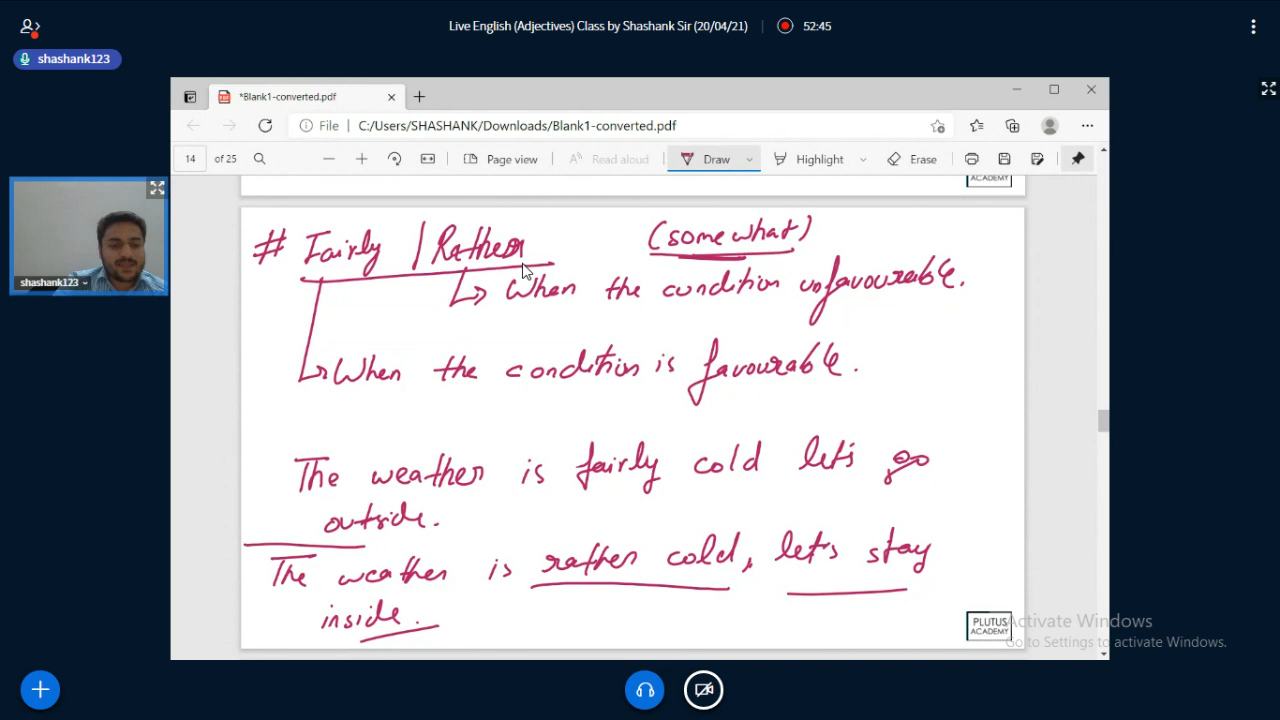 Live English (Adjectives) Class by Shashank Sir (20/04/21)
52:45
shashank123
*Blank1-converted.pdf
File
C:/Users/SHASHANK/Downloads/Blank1-converted.pdf
14 of 25
Page view
Read aloud
Draw
Highlight
Erase
ACADEMY
# Fairly / Rather (somewhat)
When the condition unfavourable.
When the condition is favourable.
shashank123
The weather is fairly cold let's go
outside.
The weather is rather cold, let's stay
inside.
PLUTUS
ACADEMY
Activate Windows
Go to Settings to activate Windows.